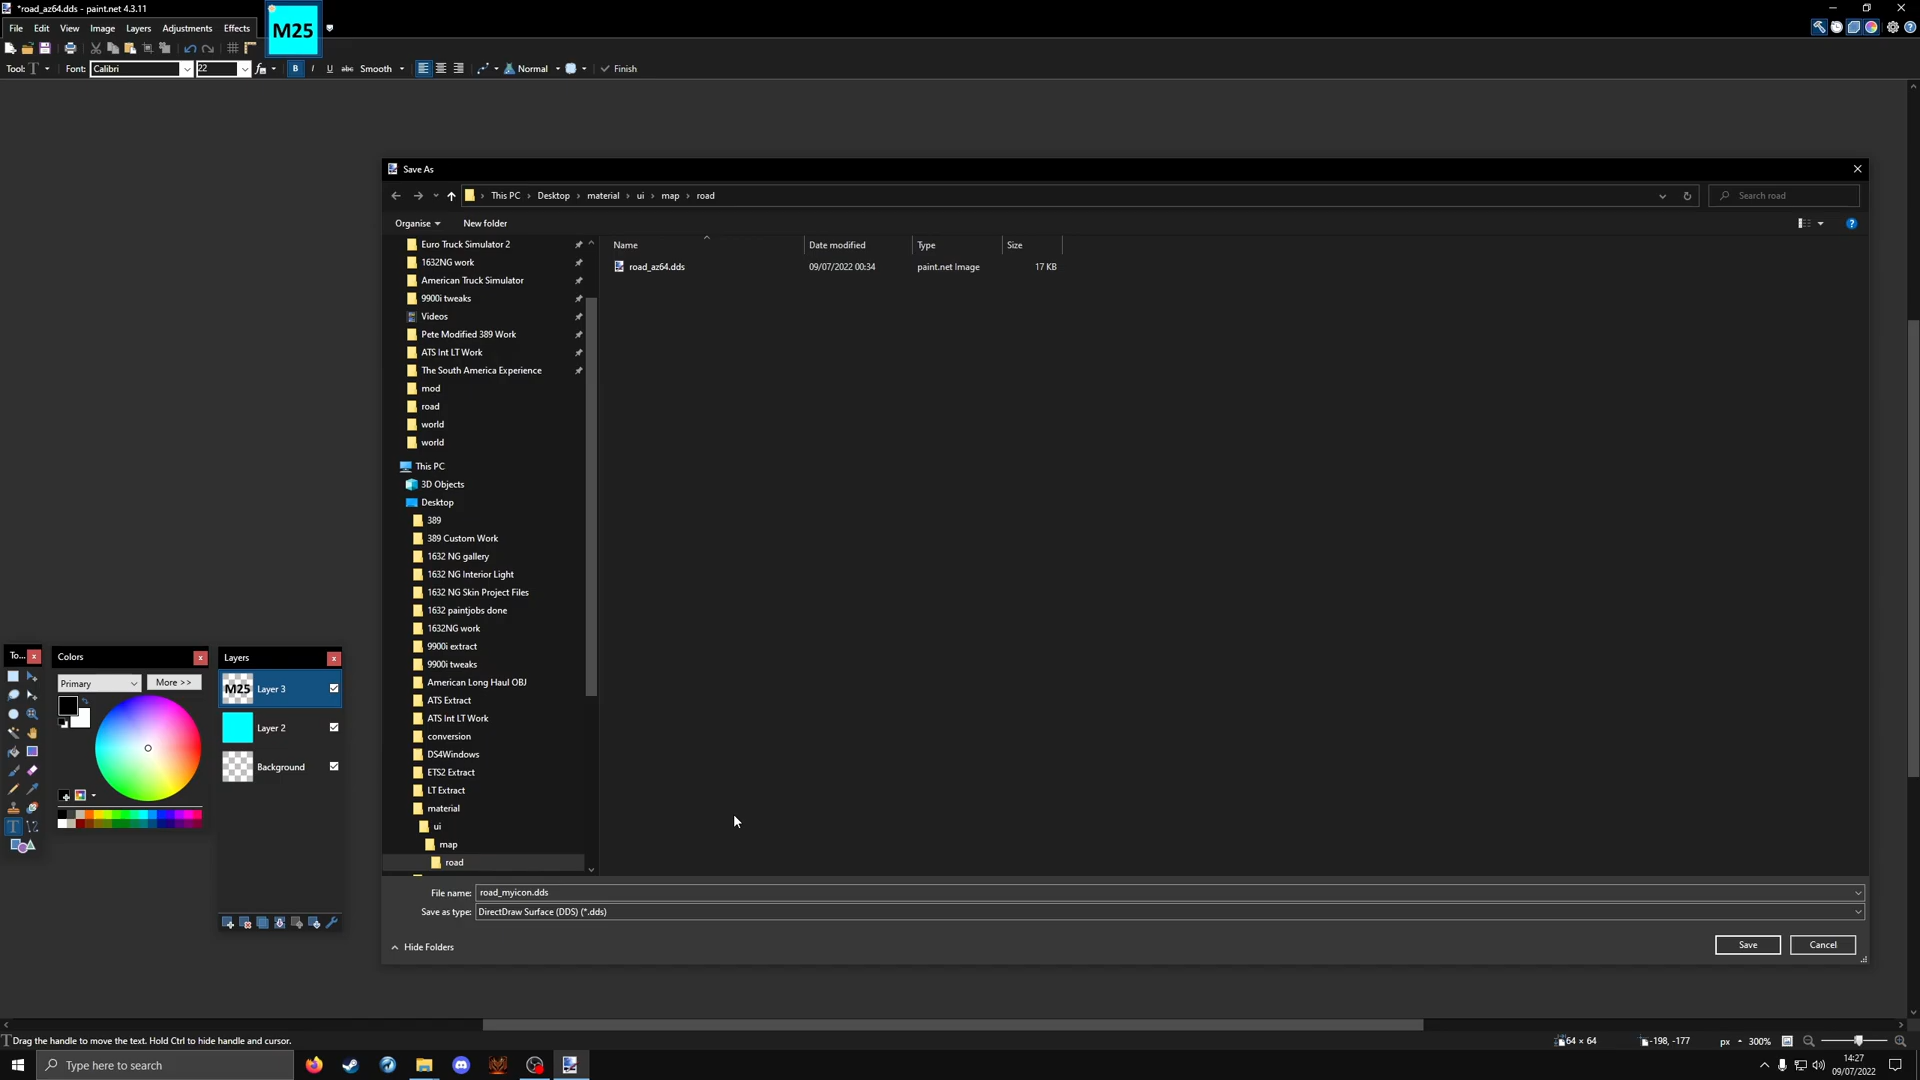 *road_az64.dds - paint.net 4.3.11
M25
File Edit View Image Layers Adjustments Effects
Tool: T Font: Calibri 22 B I U abc Smooth Normal Finish
Save As
This PC > Desktop > material > ui > map > road
Search road
Organise New folder
Name Date modified Type Size
road_az64.dds 09/07/2022 00:34 paint.net Image 17 KB
Euro Truck Simulator 2
1632NG work
American Truck Simulator
9900i tweaks
Videos
Pete Modified 389 Work
ATS Int LT Work
The South America Experience
mod
road
world
world
This PC
3D Objects
Desktop
389
389 Custom Work
1632 NG gallery
1632 NG Interior Light
1632 NG Skin Project Files
1632 paintjobs done
1632NG work
9900i extract
9900i tweaks
American Long Haul OBJ
ATS Extract
ATS Int LT Work
conversion
DS4Windows
ETS2 Extract
LT Extract
material
ui
map
road
To...
Colors
Primary More >>
Layers
M25 Layer 3
Layer 2
Background
File name: road_myicon.dds
Save as type: DirectDraw Surface (DDS) (*.dds)
Hide Folders
Save Cancel
Drag the handle to move the text. Hold Ctrl to hide handle and cursor.
64 × 64 -198, -177 px 300%
Type here to search
14:27
09/07/2022